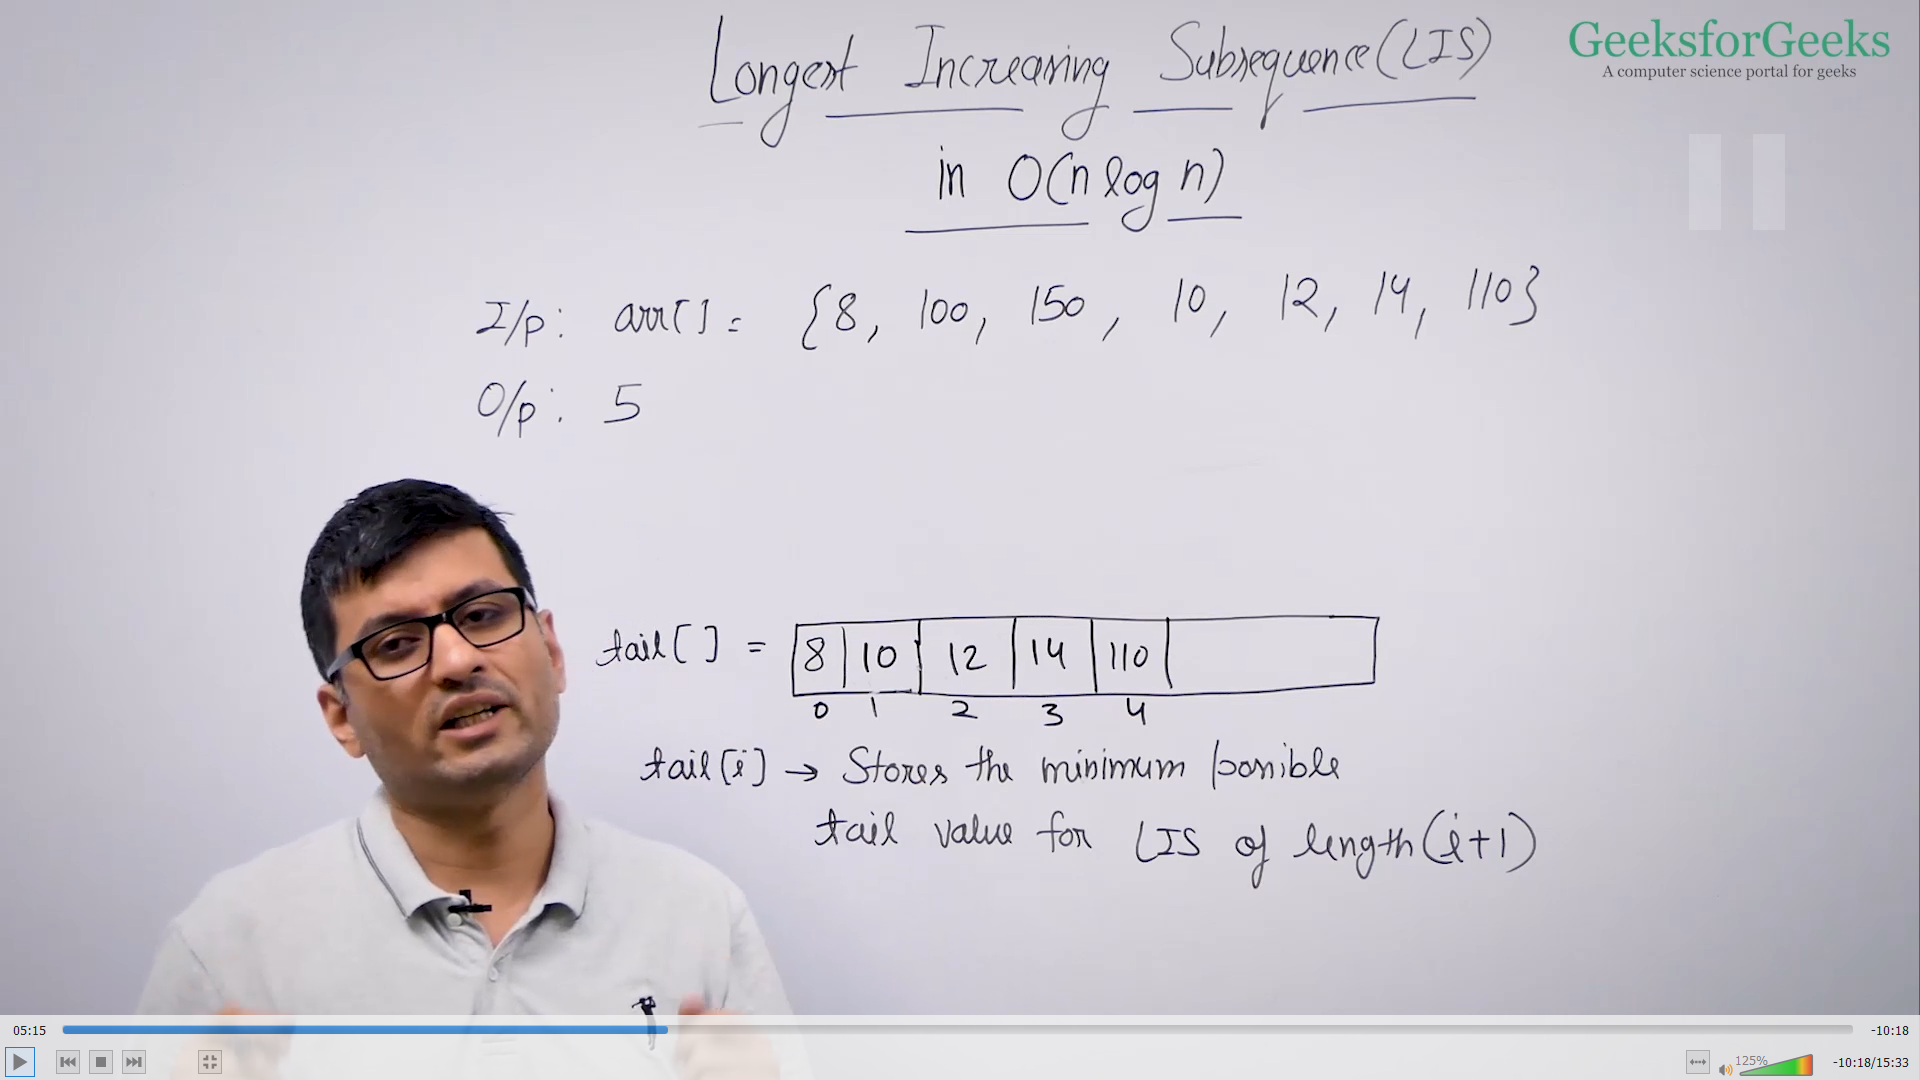 Longest Increasing Subsequence (LIS)
GeeksforGeeks
A computer science portal for geeks
in O(n log n)
I/p: arr[] = {8, 100, 150, 10, 12, 14, 110}
O/p: 5
tail[] = 8 10 12 14 110
0 1 2 3 4
tail[i] → Stores the minimum possible
tail value for LIS of length (i+1)
05:15
-10:18
125%
-10:18/15:33